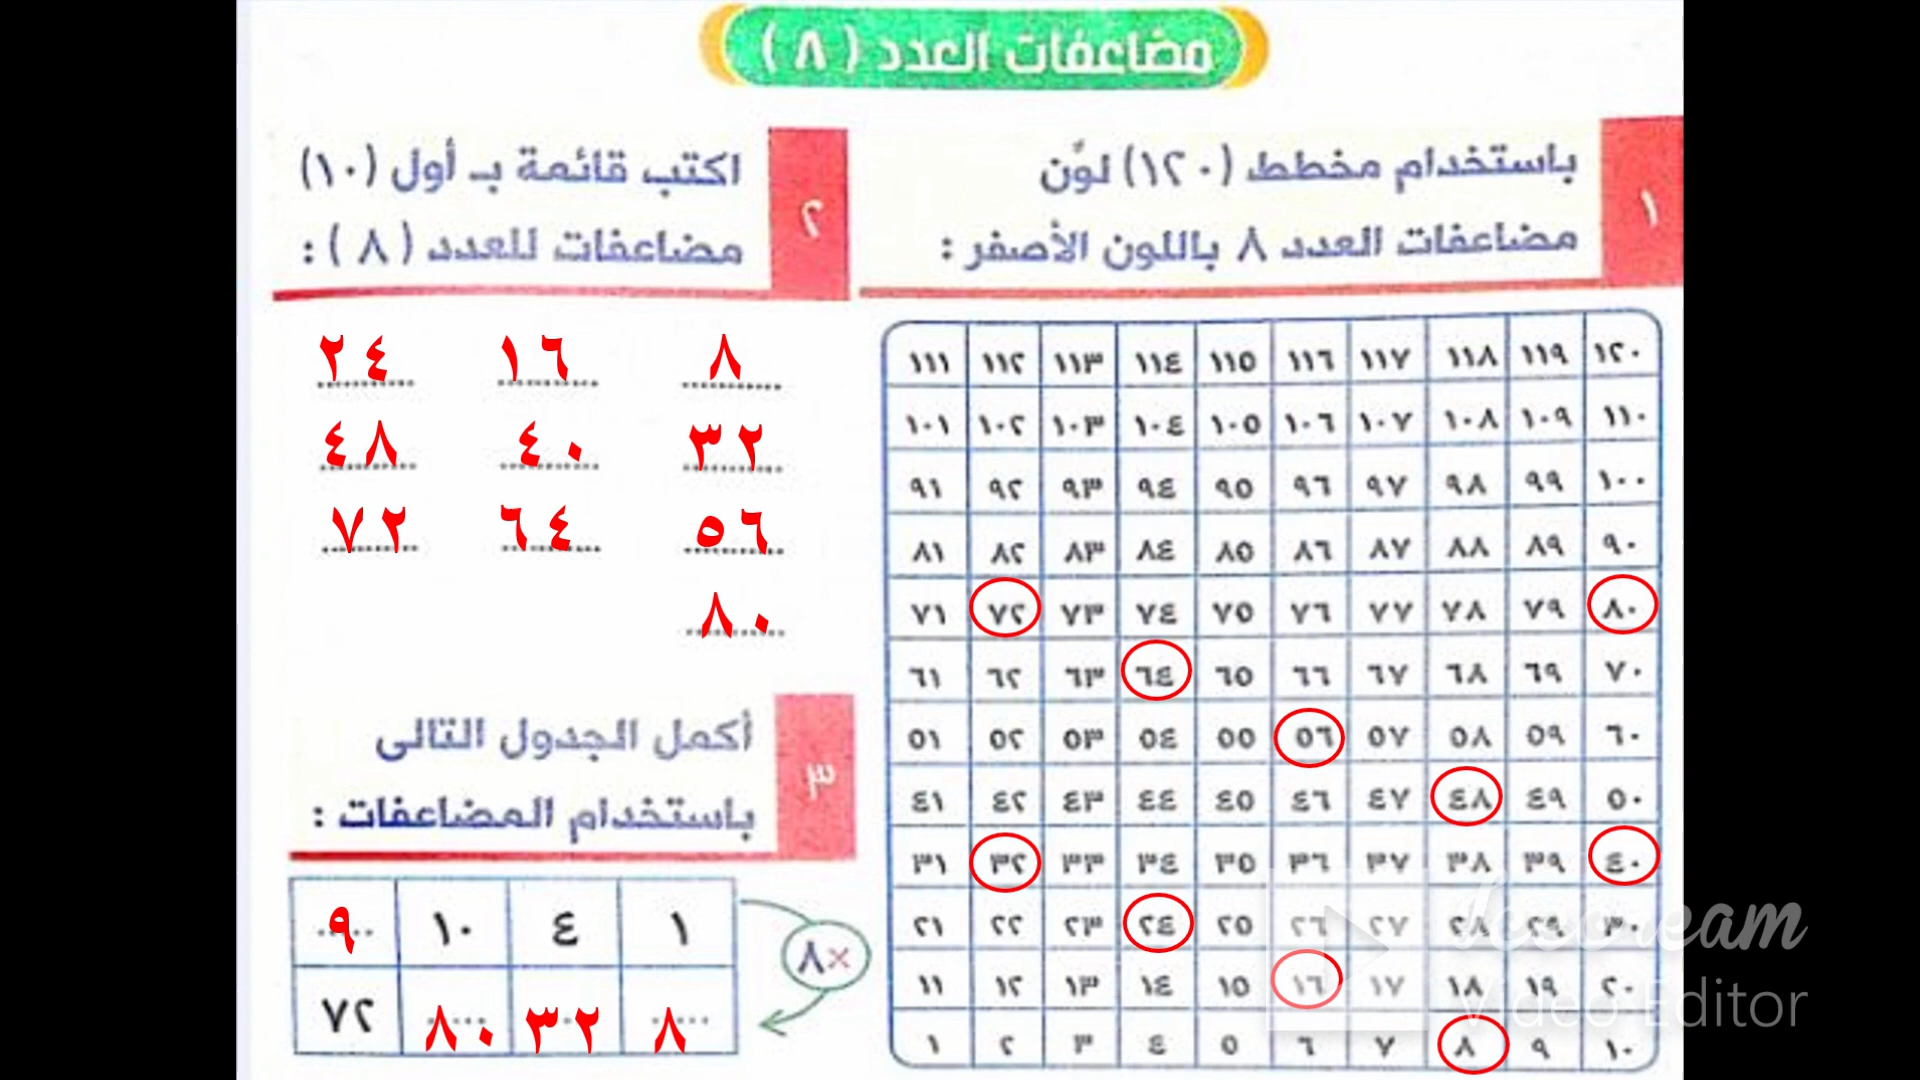 مضاعفات العدد ( ٨ )
١
باستخدام مخطط (١٢٠) لوِّن
مضاعفات العدد ٨ باللون الأصفر :
١١١ ١١٢ ١١٣ ١١٤ ١١٥ ١١٦ ١١٧ ١١٨ ١١٩ ١٢٠
١٠١ ١٠٢ ١٠٣ ١٠٤ ١٠٥ ١٠٦ ١٠٧ ١٠٨ ١٠٩ ١١٠
٩١ ٩٢ ٩٣ ٩٤ ٩٥ ٩٦ ٩٧ ٩٨ ٩٩ ١٠٠
٨١ ٨٢ ٨٣ ٨٤ ٨٥ ٨٦ ٨٧ ٨٨ ٨٩ ٩٠
٧١ ٧٢ ٧٣ ٧٤ ٧٥ ٧٦ ٧٧ ٧٨ ٧٩ ٨٠
٦١ ٦٢ ٦٣ ٦٤ ٦٥ ٦٦ ٦٧ ٦٨ ٦٩ ٧٠
٥١ ٥٢ ٥٣ ٥٤ ٥٥ ٥٦ ٥٧ ٥٨ ٥٩ ٦٠
٤١ ٤٢ ٤٣ ٤٤ ٤٥ ٤٦ ٤٧ ٤٨ ٤٩ ٥٠
٣١ ٣٢ ٣٣ ٣٤ ٣٥ ٣٦ ٣٧ ٣٨ ٣٩ ٤٠
٢١ ٢٢ ٢٣ ٢٤ ٢٥ ٢٦ ٢٧ ٢٨ ٢٩ ٣٠
١١ ١٢ ١٣ ١٤ ١٥ ١٦ ١٧ ١٨ ١٩ ٢٠
١ ٢ ٣ ٤ ٥ ٦ ٧ ٨ ٩ ١٠
٢
اكتب قائمة بـ أول (١٠)
مضاعفات للعدد ( ٨ ) :
٨ ١٦ ٢٤
٣٢ ٤٠ ٤٨
٥٦ ٦٤ ٧٢
٨٠
٣
أكمل الجدول التالى
باستخدام المضاعفات :
١ ٤ ١٠ ٩
٨×
٨ ٣٢ ٨٠ ٧٢
Icecream
Video Editor